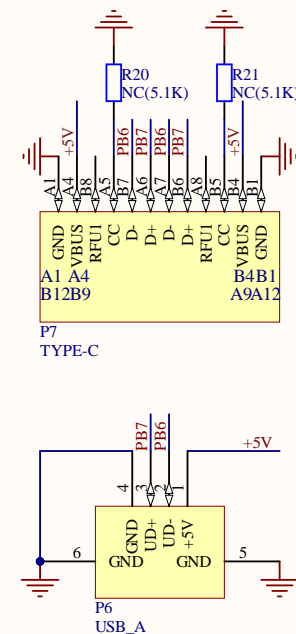 R20
NC(5.1K)
R21
NC(5.1K)
+5V
PB6
PB7
PB6
PB7
+5V
A1
A4
B8
A5
B7
A6
A7
B6
A8
B5
B4
B1
GND
VBUS
RFU1
CC
D-
D+
D-
D+
RFU1
CC
VBUS
GND
A1 A4
B4B1
B12B9
A9A12
P7
TYPE-C
PB7
PB6
+5V
4
3
2
1
GND
UD+
UD-
+5V
6
GND
GND
5
P6
USB_A